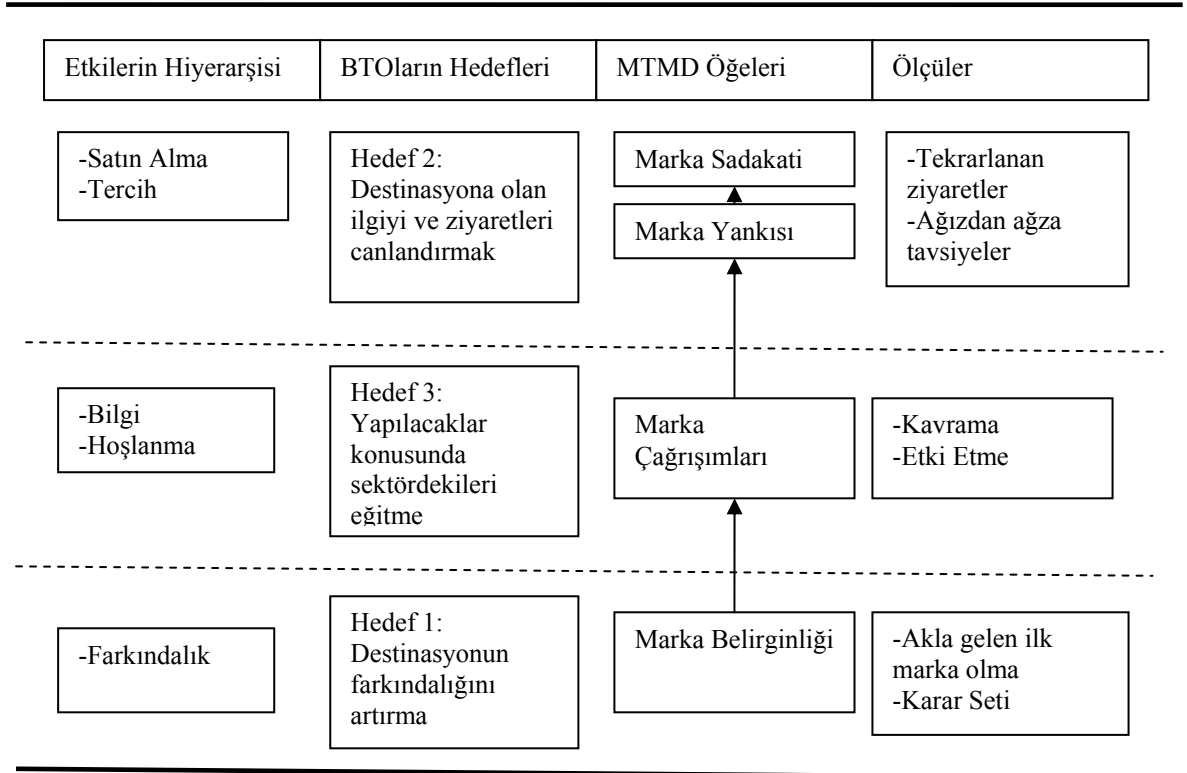 Etkilerin Hiyerarşisi
BTOların Hedefleri
MTMD Öğeleri
Ölçüler
-Satın Alma
-Tercih
Hedef 2:
Destinasyona olan
ilgiyi ve ziyaretleri
canlandırmak
Marka Sadakati
Marka Yankısı
-Tekrarlanan
ziyaretler
-Ağızdan ağza
tavsiyeler
-Bilgi
-Hoşlanma
Hedef 3:
Yapılacaklar
konusunda
sektördekileri
eğitme
Marka
Çağrışımları
-Kavrama
-Etki Etme
-Farkındalık
Hedef 1:
Destinasyonun
farkındalığını
artırma
Marka Belirginliği
-Akla gelen ilk
marka olma
-Karar Seti